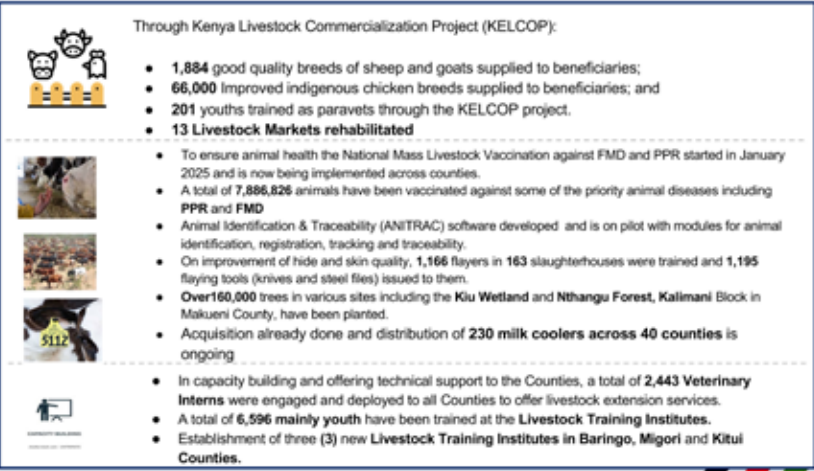 Through Kenya Livestock Commercialization Project (KELCOP):
● 1,884 good quality breeds of sheep and goats supplied to beneficiaries;
● 66,000 Improved indigenous chicken breeds supplied to beneficiaries; and
● 201 youths trained as paravets through the KELCOP project.
● 13 Livestock Markets rehabilitated
● To ensure animal health the National Mass Livestock Vaccination against FMD and PPR started in January
2025 and is now being implemented across counties.
● A total of 7,886,826 animals have been vaccinated against some of the priority animal diseases including
PPR and FMD
● Animal Identification & Traceability (ANITRAC) software developed and is on pilot with modules for animal
identification, registration, tracking and traceability.
● On improvement of hide and skin quality, 1,166 flayers in 163 slaughterhouses were trained and 1,195
flaying tools (knives and steel files) issued to them.
● Over160,000 trees in various sites including the Kiu Wetland and Nthangu Forest, Kalimani Block in
Makueni County, have been planted.
● Acquisition already done and distribution of 230 milk coolers across 40 counties is
ongoing
5112
● In capacity building and offering technical support to the Counties, a total of 2,443 Veterinary
Interns were engaged and deployed to all Counties to offer livestock extension services.
● A total of 6,596 mainly youth have been trained at the Livestock Training Institutes.
● Establishment of three (3) new Livestock Training Institutes in Baringo, Migori and Kitui
Counties.
CAPACITY BUILDING